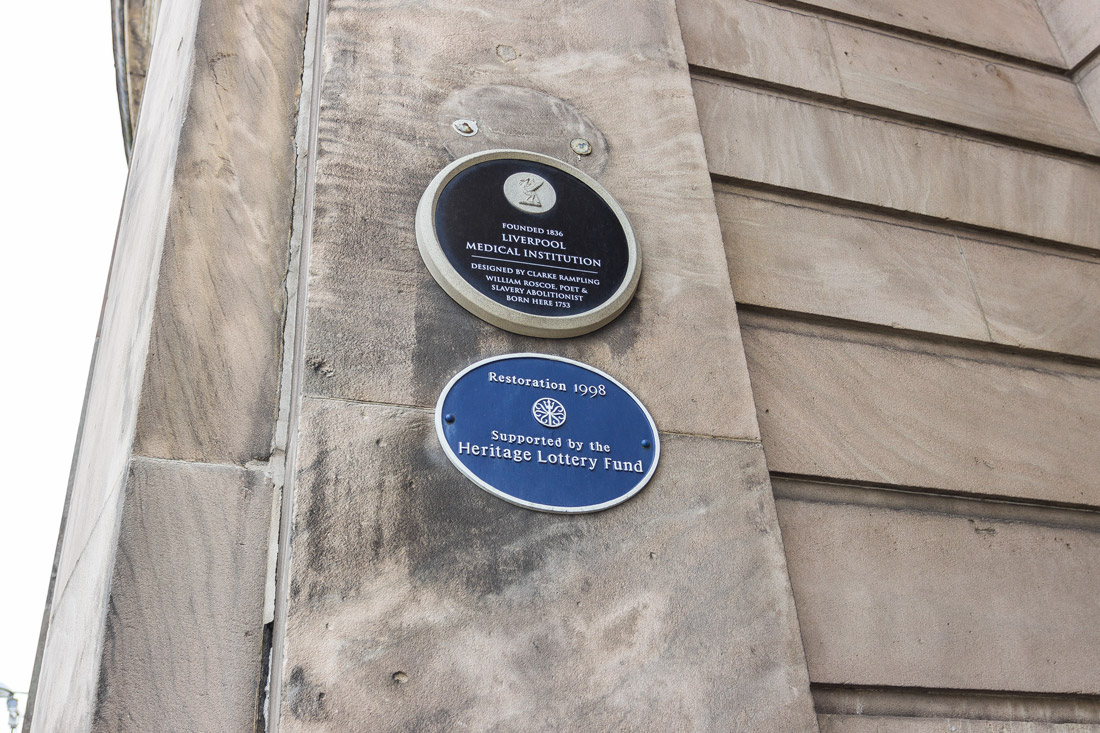 FOUNDED 1836
LIVERPOOL
MEDICAL INSTITUTION
DESIGNED BY CLARKE RAMPLING
WILLIAM ROSCOE, POET &
SLAVERY ABOLITIONIST
BORN HERE 1753
Restoration 1998
Supported by the
Heritage Lottery Fund